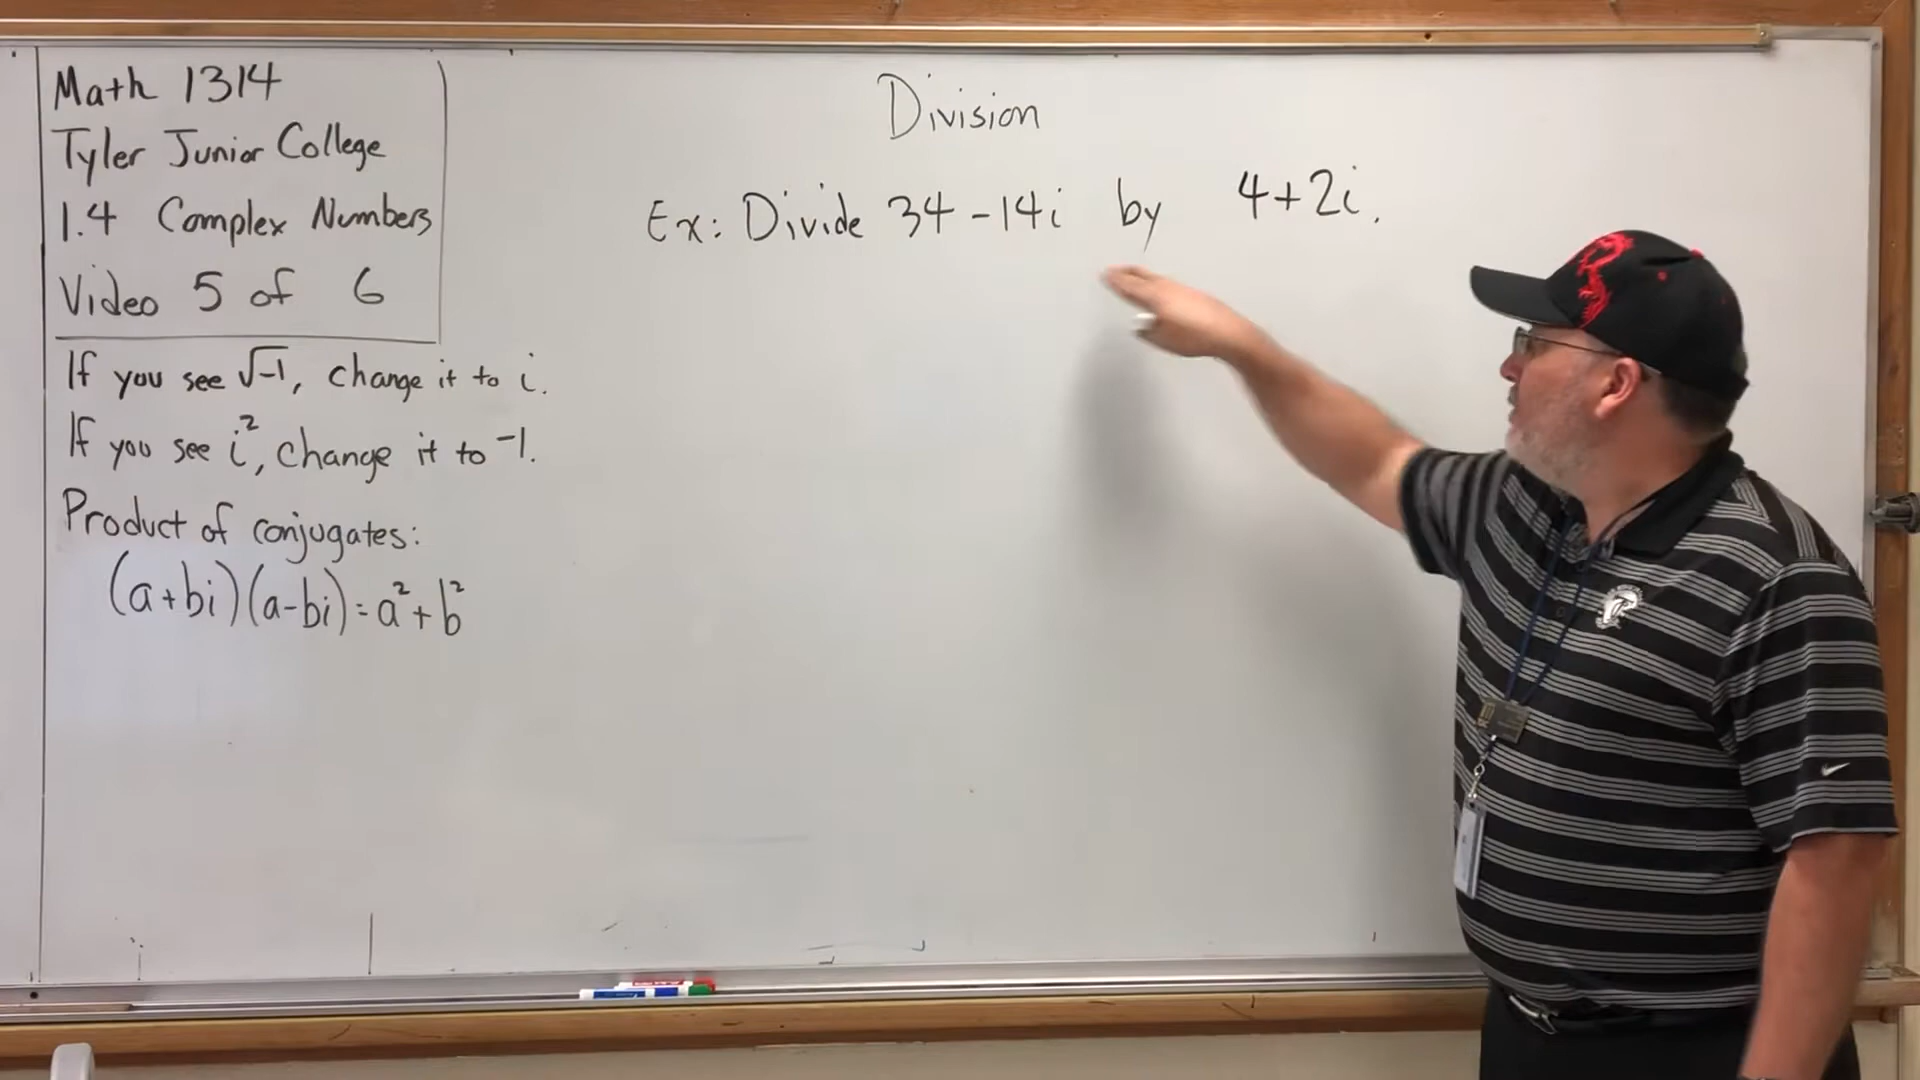 Math 1314
Tyler Junior College
1.4 Complex Numbers
Video 5 of 6
If you see √-1, change it to i.
If you see i², change it to -1.
Product of conjugates:
(a+bi)(a-bi)=a²+b²
Division
Ex: Divide 34-14i by 4+2i.